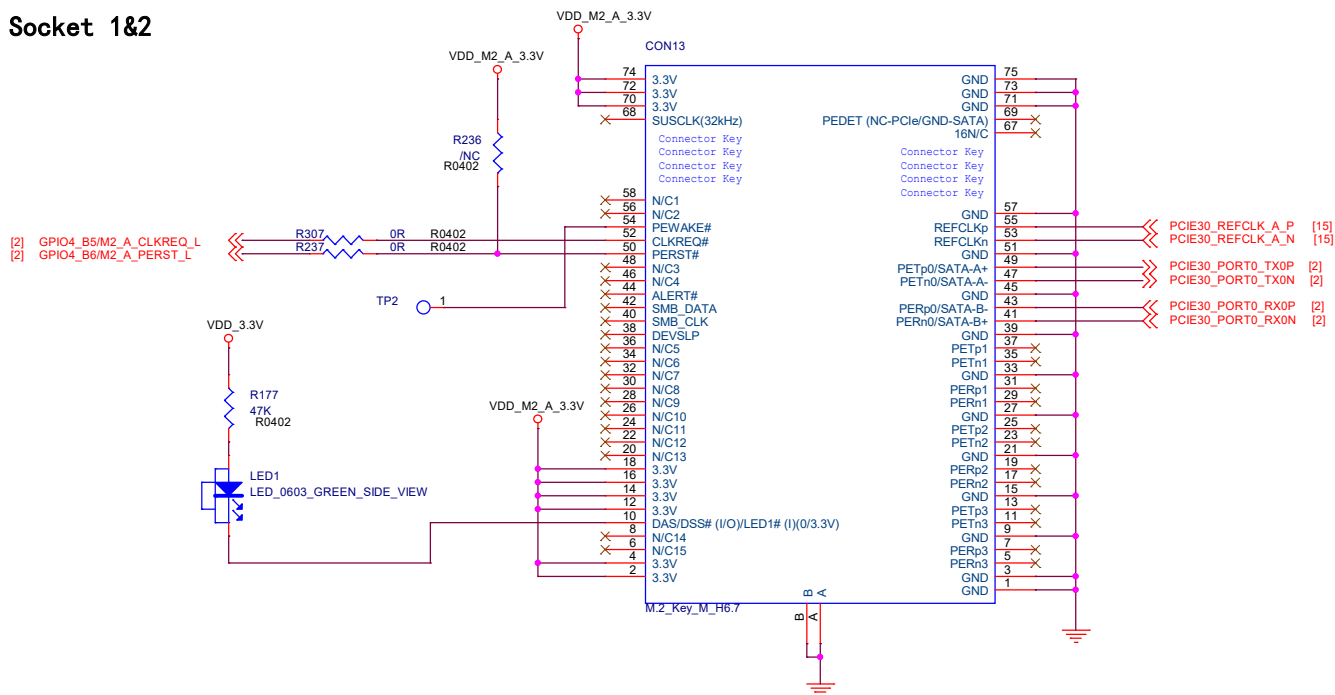 Socket 1&2
VDD_M2_A_3.3V
VDD_M2_A_3.3V
CON13
R236
/NC
R0402
[2] GPIO4_B5/M2_A_CLKREQ_L
R307 0R R0402
[2] GPIO4_B6/M2_A_PERST_L
R237 0R R0402
TP2 1
VDD_3.3V
R177
47K
R0402
LED1
LED_0603_GREEN_SIDE_VIEW
VDD_M2_A_3.3V
74 3.3V
72 3.3V
70 3.3V
68 SUSCLK(32kHz)
Connector Key
Connector Key
Connector Key
Connector Key
58 N/C1
56 N/C2
54 PEWAKE#
52 CLKREQ#
50 PERST#
48 N/C3
46 N/C4
44 ALERT#
42 SMB_DATA
40 SMB_CLK
38 DEVSLP
36 N/C5
34 N/C6
32 N/C7
30 N/C8
28 N/C9
26 N/C10
24 N/C11
22 N/C12
20 N/C13
18 3.3V
16 3.3V
14 3.3V
12 3.3V
10 DAS/DSS# (I/O)/LED1# (I)(0/3.3V)
8 N/C14
6 N/C15
4 3.3V
2 3.3V
GND 75
GND 73
GND 71
PEDET (NC-PCIe/GND-SATA) 69
16N/C 67
Connector Key
Connector Key
Connector Key
Connector Key
GND 57
REFCLKp 55 PCIE30_REFCLK_A_P [15]
REFCLKn 53 PCIE30_REFCLK_A_N [15]
GND 51
PETp0/SATA-A+ 49 PCIE30_PORT0_TX0P [2]
PETn0/SATA-A- 47 PCIE30_PORT0_TX0N [2]
GND 45
PERp0/SATA-B- 43 PCIE30_PORT0_RX0P [2]
PERn0/SATA-B+ 41 PCIE30_PORT0_RX0N [2]
GND 39
PETp1 37
PETn1 35
GND 33
PERp1 31
PERn1 29
GND 27
PETp2 25
PETn2 23
GND 21
PERp2 19
PERn2 17
GND 15
PETp3 13
PETn3 11
GND 9
PERp3 7
PERn3 5
GND 3
GND 1
M.2_Key_M_H6.7
B A
B A